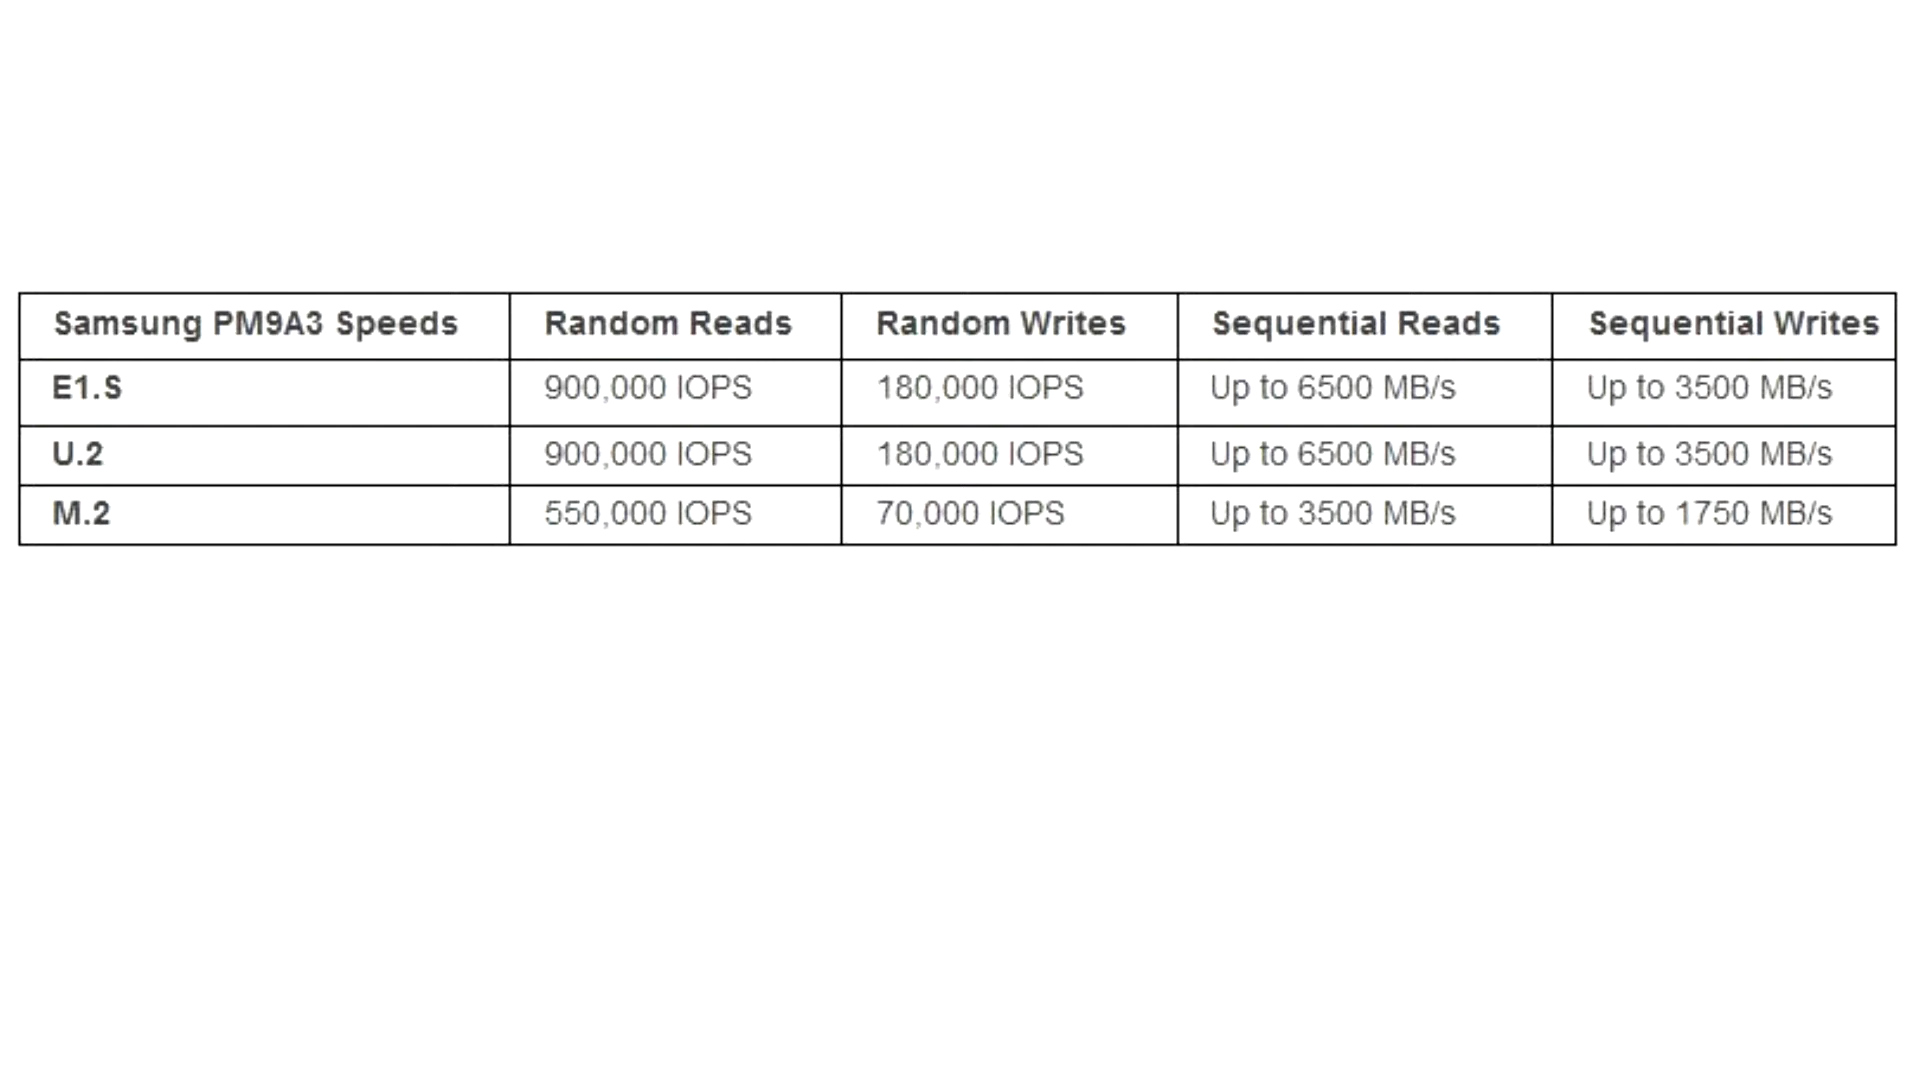 Samsung PM9A3 Speeds Random Reads Random Writes Sequential Reads Sequential Writes
E1.S 900,000 IOPS 180,000 IOPS Up to 6500 MB/s Up to 3500 MB/s
U.2 900,000 IOPS 180,000 IOPS Up to 6500 MB/s Up to 3500 MB/s
M.2 550,000 IOPS 70,000 IOPS Up to 3500 MB/s Up to 1750 MB/s